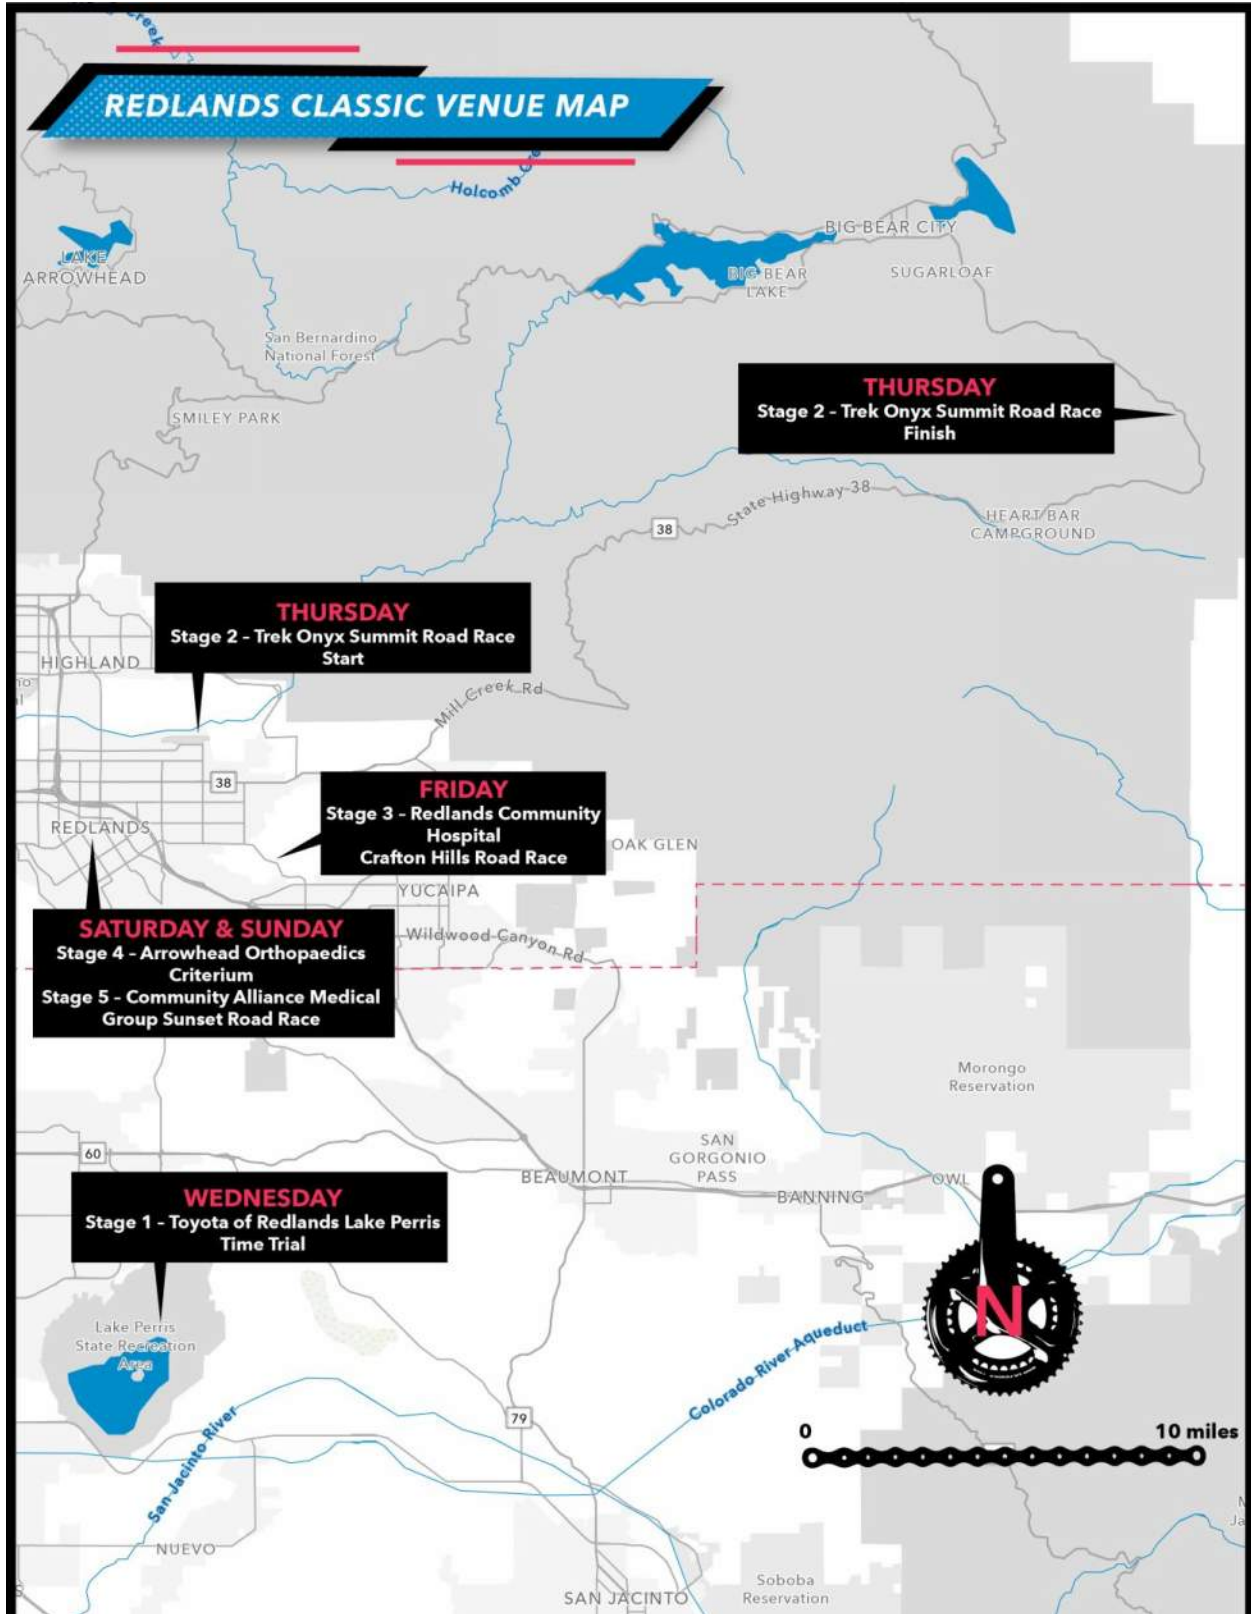 Creek
REDLANDS CLASSIC VENUE MAP
Holcomb Cre
BIG BEAR CITY
LAKE
ARROWHEAD
BIG BEAR
LAKE
SUGARLOAF
San Bernardino
National Forest
SMILEY PARK
THURSDAY
Stage 2 - Trek Onyx Summit Road Race
Finish
State Highway 38
38
HEART BAR
CAMPGROUND
THURSDAY
Stage 2 - Trek Onyx Summit Road Race
Start
HIGHLAND
Mill Creek Rd
38
FRIDAY
Stage 3 - Redlands Community
Hospital
Crafton Hills Road Race
REDLANDS
OAK GLEN
YUCAIPA
SATURDAY & SUNDAY
Stage 4 - Arrowhead Orthopaedics
Criterium
Stage 5 - Community Alliance Medical
Group Sunset Road Race
Wildwood Canyon Rd
Morongo
Reservation
60
SAN
GORGONIO
PASS
BEAUMONT
BANNING
OWL
WEDNESDAY
Stage 1 - Toyota of Redlands Lake Perris
Time Trial
N
Lake Perris
State Recreation
Area
Colorado River Aqueduct
79
0
10 miles
San Jacinto River
NUEVO
SAN JACINTO
Soboba
Reservation